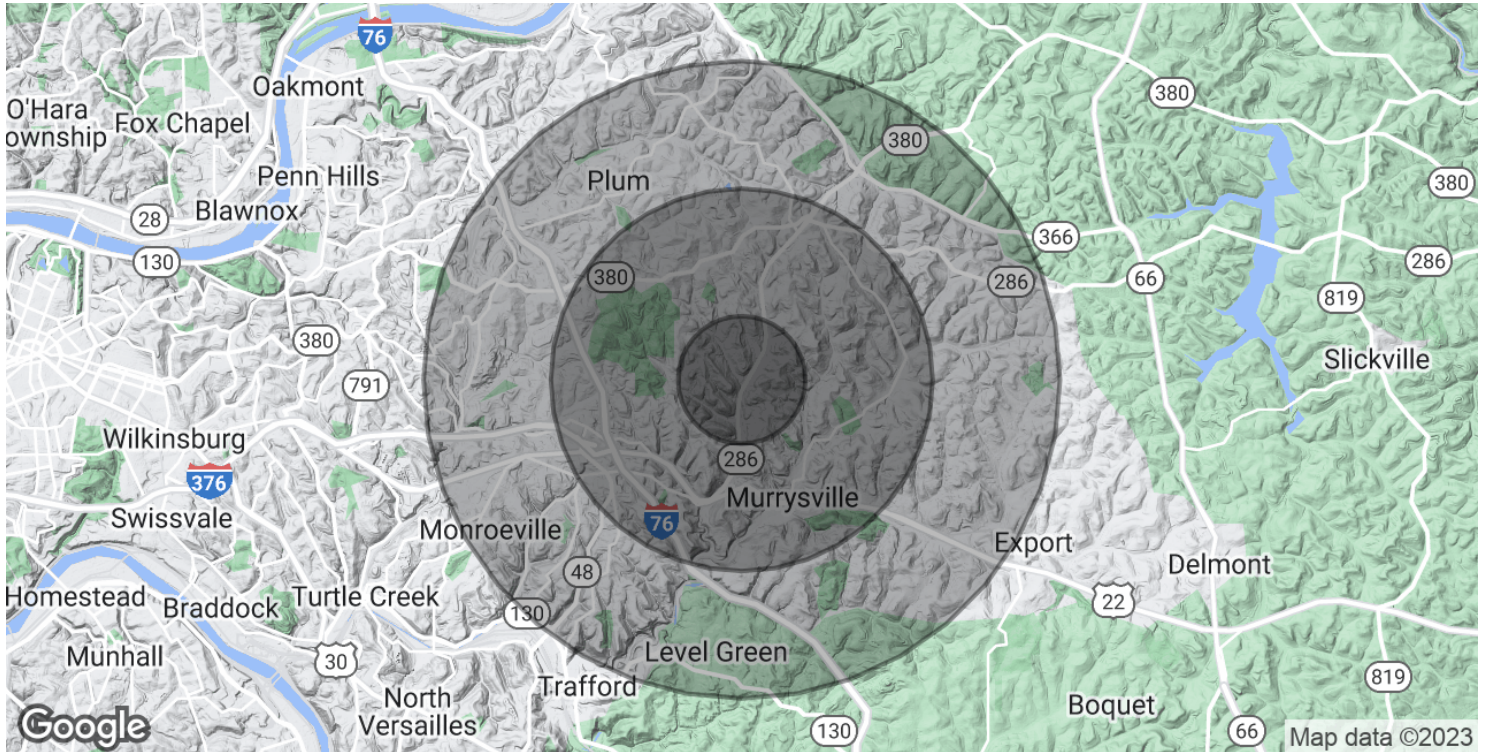 76
Oakmont
O'Hara
ownship
Fox Chapel
380
380
Penn Hills
Plum
380
Blawnox
28
130
366
286
66
286
380
286
819
380
791
Slickville
Wilkinsburg
376
286
Swissvale
Murrysville
76
Monroeville
Export
Delmont
48
22
Homestead
Braddock
Turtle Creek
130
30
Munhall
Level Green
819
Trafford
North
Versailles
Boquet
130
66
Google
Map data ©2023